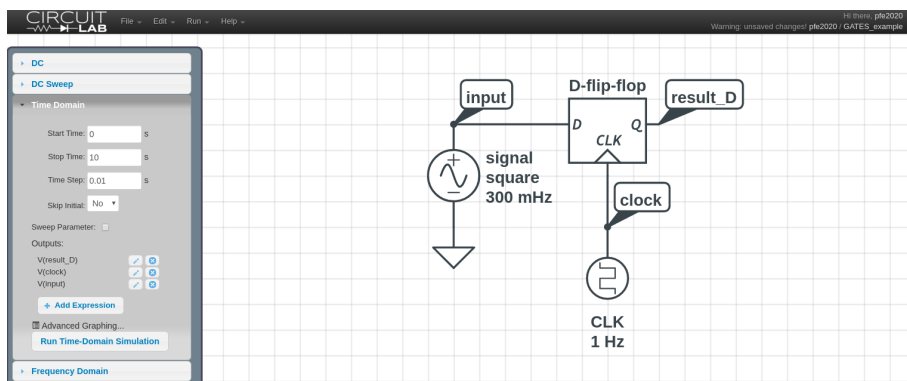 CIRCUIT
LAB
File Edit Run Help
Hi there, pfe2020
Warning: unsaved changes! pfe2020 / GATES_example
DC
DC Sweep
Time Domain
Start Time: 0 s
Stop Time: 10 s
Time Step: 0.01 s
Skip Initial: No
Sweep Parameter:
Outputs:
V(result_D)
V(clock)
V(input)
+ Add Expression
Advanced Graphing...
Run Time-Domain Simulation
Frequency Domain
input
D-flip-flop
result_D
D Q
CLK
signal
square
300 mHz
clock
CLK
1 Hz